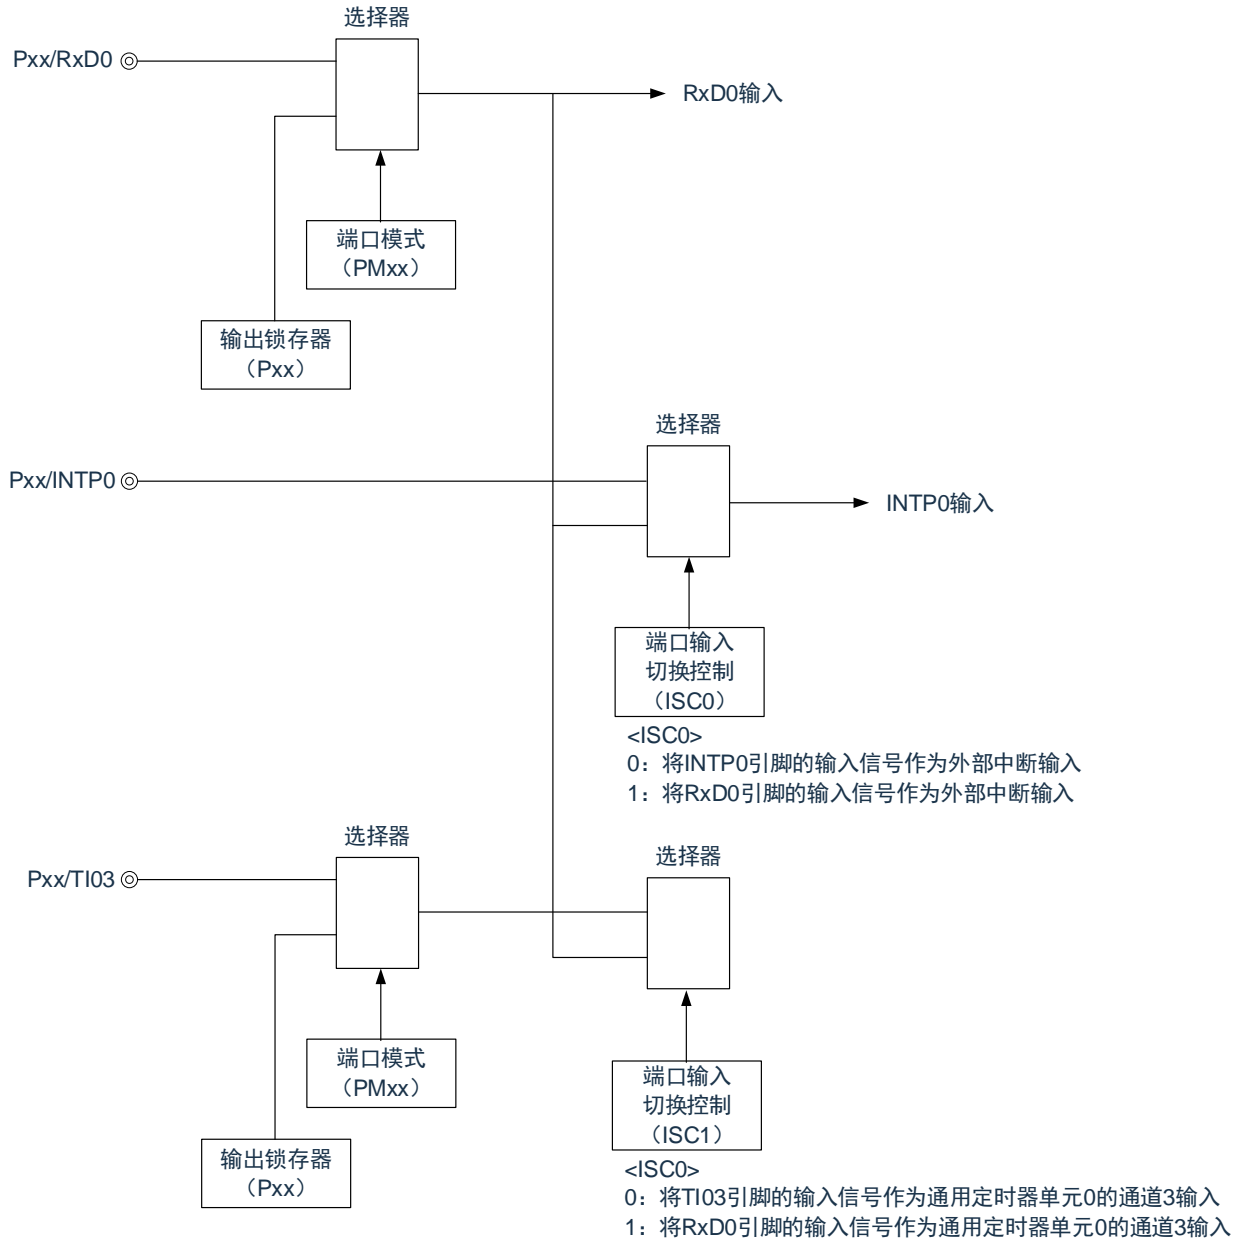 选择器
Pxx/RxD0
RxD0输入
端口模式
（PMxx）
输出锁存器
（Pxx）
选择器
Pxx/INTP0
INTP0输入
端口输入
切换控制
（ISC0）
<ISC0>
0：将INTP0引脚的输入信号作为外部中断输入
1：将RxD0引脚的输入信号作为外部中断输入
选择器
选择器
Pxx/TI03
端口模式
（PMxx）
端口输入
切换控制
（ISC1）
输出锁存器
（Pxx）
<ISC0>
0：将TI03引脚的输入信号作为通用定时器单元0的通道3输入
1：将RxD0引脚的输入信号作为通用定时器单元0的通道3输入